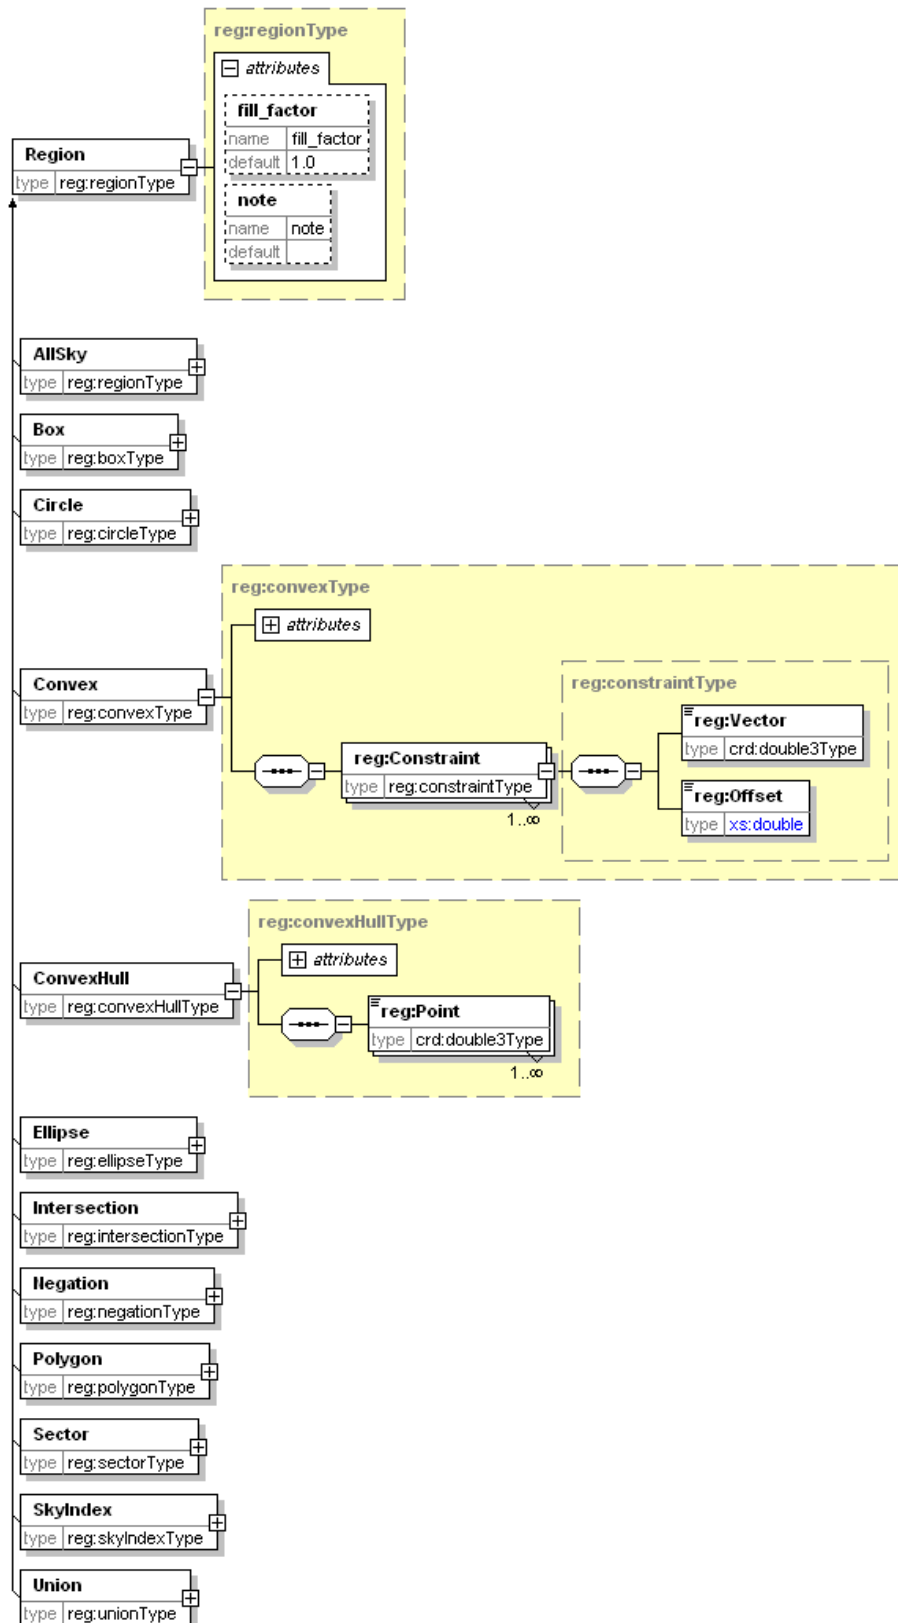 reg:regionType
attributes
fill_factor
name fill_factor
default 1.0
note
name note
default
Region
type reg:regionType
AllSky
type reg:regionType
Box
type reg:boxType
Circle
type reg:circleType
reg:convexType
attributes
Convex
type reg:convexType
reg:constraintType
reg:Vector
type crd:double3Type
reg:Constraint
type reg:constraintType
1..∞
reg:Offset
type xs:double
reg:convexHullType
attributes
ConvexHull
type reg:convexHullType
reg:Point
type crd:double3Type
1..∞
Ellipse
type reg:ellipseType
Intersection
type reg:intersectionType
Negation
type reg:negationType
Polygon
type reg:polygonType
Sector
type reg:sectorType
SkyIndex
type reg:skyIndexType
Union
type reg:unionType